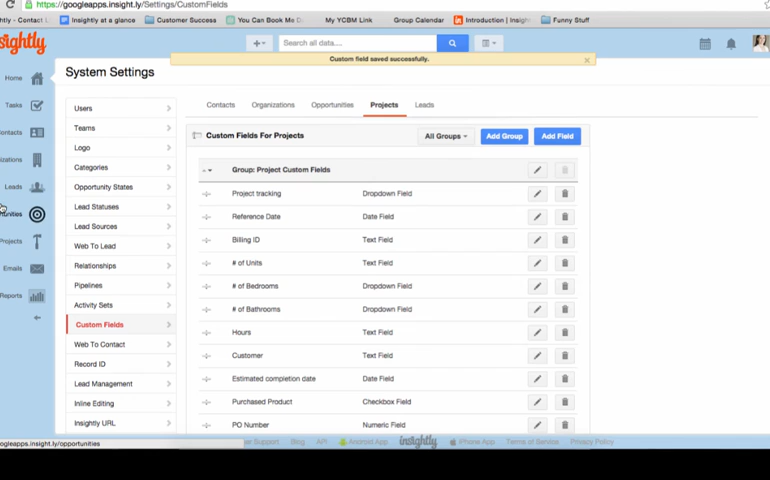 https://googleapps.insight.ly/Settings/CustomFields
htly - Contact L
Insightly at a glance
Customer Success
You Can Book Me
My YCBM Link
Group Calendar
Introduction | Insigh
Funny Stuff
sightly
Search all data....
Custom field saved successfully.
System Settings
Home
Tasks
ontacts
izations
Leads
unities
Projects
Emails
Reports
Users
Teams
Logo
Categories
Opportunity States
Lead Statuses
Lead Sources
Web To Lead
Relationships
Pipelines
Activity Sets
Custom Fields
Web To Contact
Record ID
Lead Management
Inline Editing
Insightly URL
Contacts Organizations Opportunities Projects Leads
Custom Fields For Projects All Groups Add Group Add Field
Group: Project Custom Fields
Project tracking Dropdown Field
Reference Date Date Field
Billing ID Text Field
# of Units Text Field
# of Bedrooms Dropdown Field
# of Bathrooms Dropdown Field
Hours Text Field
Customer Text Field
Estimated completion date Date Field
Purchased Product Checkbox Field
PO Number Numeric Field
ogleapps.insight.ly/opportunities
er Support Blog API Android App insightly iPhone App Terms of Service Privacy Policy